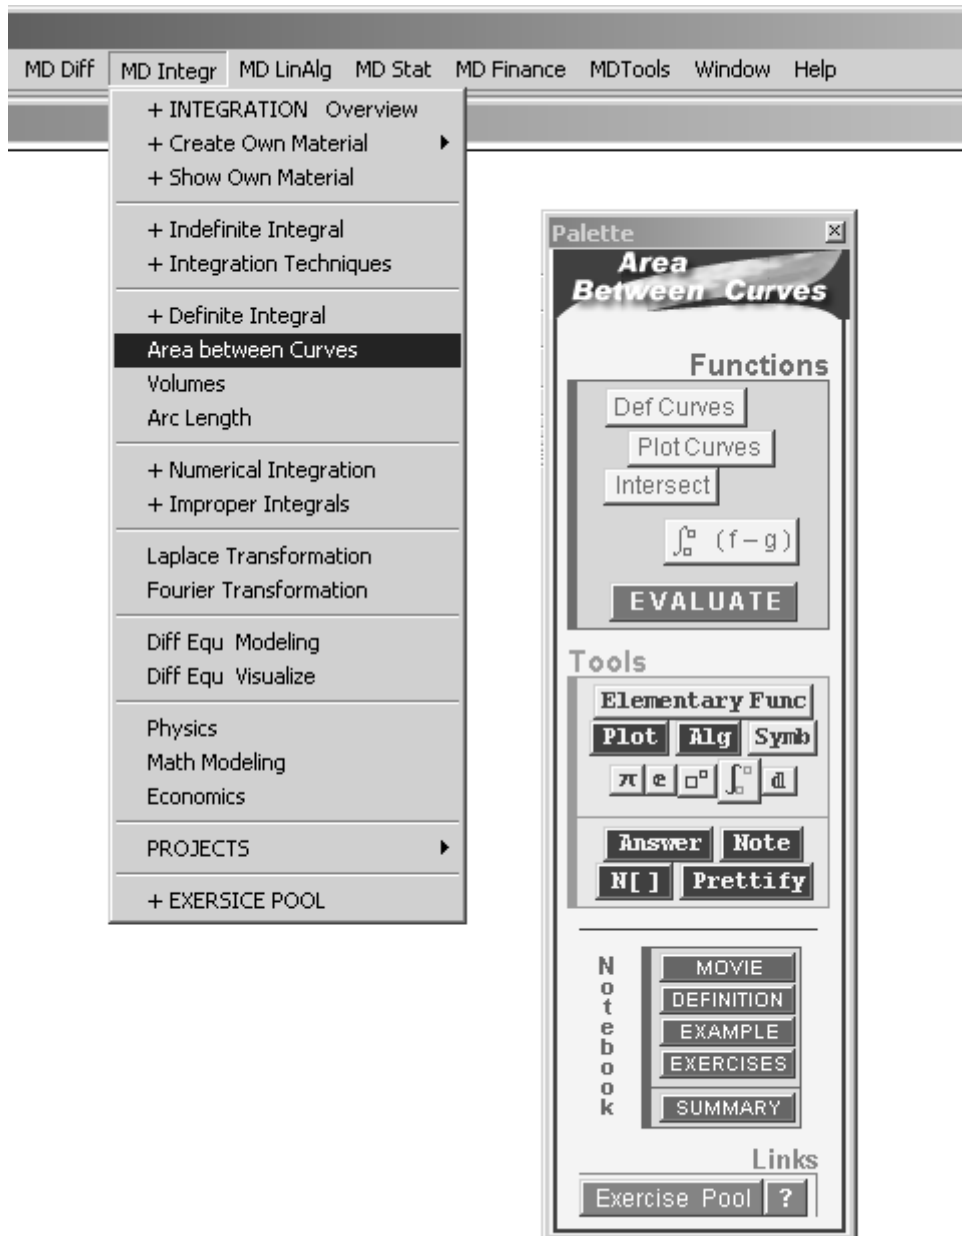 MD Diff MD Integr MD LinAlg MD Stat MD Finance MDTools Window Help
+ INTEGRATION Overview
+ Create Own Material
+ Show Own Material
+ Indefinite Integral
+ Integration Techniques
+ Definite Integral
Area between Curves
Volumes
Arc Length
+ Numerical Integration
+ Improper Integrals
Laplace Transformation
Fourier Transformation
Diff Equ Modeling
Diff Equ Visualize
Physics
Math Modeling
Economics
PROJECTS
+ EXERSICE POOL
Palette
Area
Between Curves
Functions
Def Curves
Plot Curves
Intersect
∫▫▫ (f – g)
EVALUATE
Tools
Elementary Func
Plot Alg Symb
π e ▫▫ ∫▫▫ d
Answer Note
N[ ] Prettify
Notebook
MOVIE
DEFINITION
EXAMPLE
EXERCISES
SUMMARY
Links
Exercise Pool ?